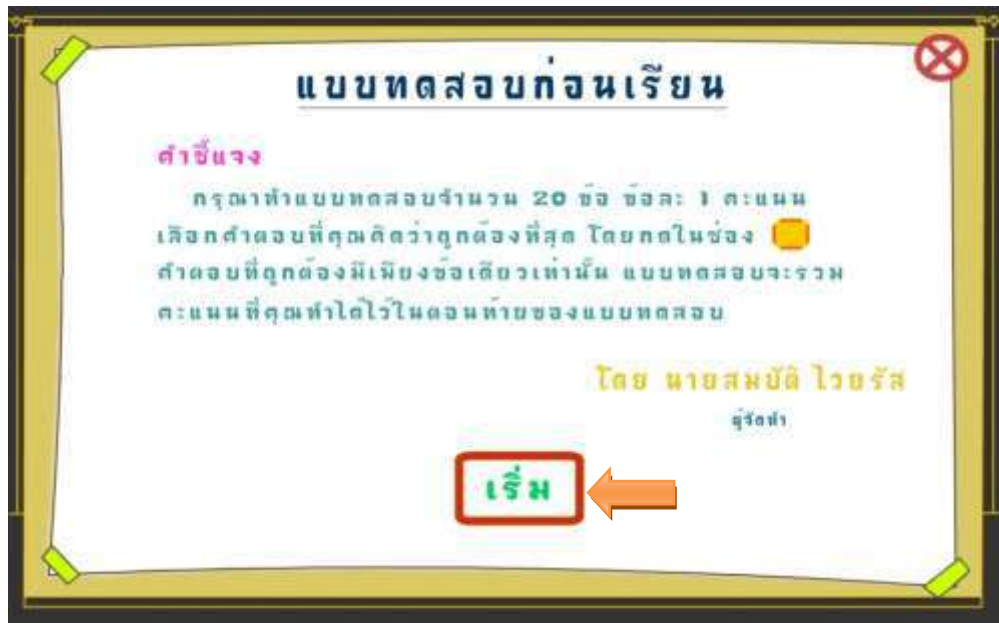 แบบทดสอบก่อนเรียน
คำชี้แจง
กรุณาทำแบบทดสอบจำนวน 20 ข้อ ข้อละ 1 คะแนน
เลือกคำตอบที่คุณคิดว่าถูกต้องที่สุด โดยกดในช่อง
คำตอบที่ถูกต้องมีเพียงข้อเดียวเท่านั้น แบบทดสอบจะรวม
คะแนนที่คุณทำได้ไว้ในตอนท้ายของแบบทดสอบ
โดย นายสมบัติ ไวยรัส
ผู้จัดทำ
เริ่ม